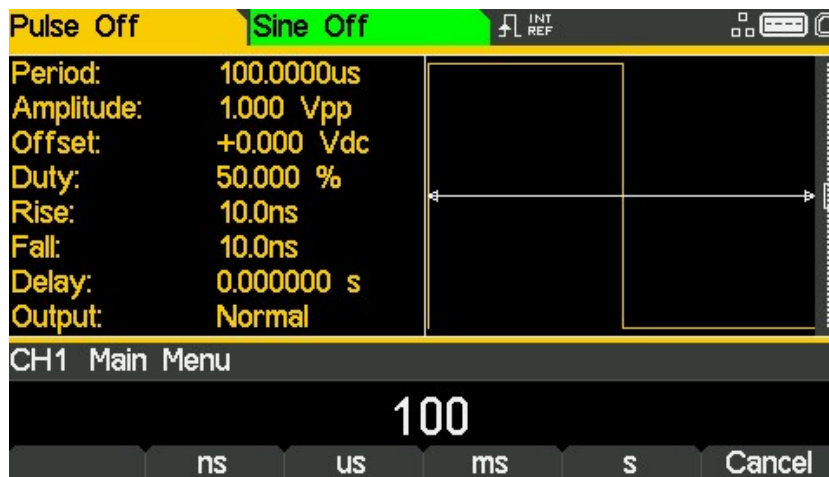 Pulse Off Sine Off INT REF
Period: 100.0000us
Amplitude: 1.000 Vpp
Offset: +0.000 Vdc
Duty: 50.000 %
Rise: 10.0ns
Fall: 10.0ns
Delay: 0.000000 s
Output: Normal
CH1 Main Menu
100
ns us ms s Cancel